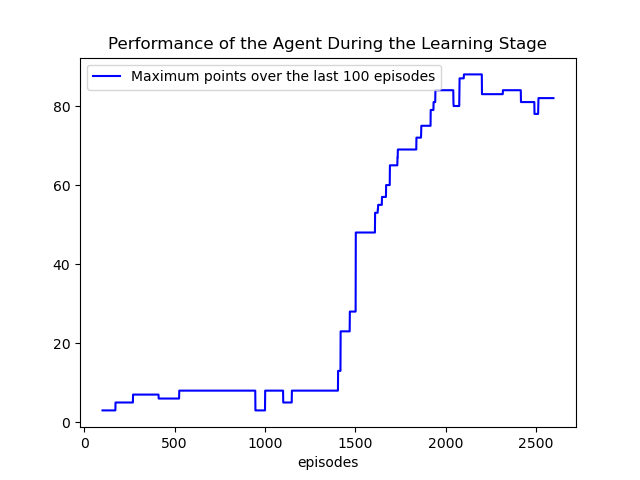 Performance of the Agent During the Learning Stage
Maximum points over the last 100 episodes
80
60
40
20
0
0 500 1000 1500 2000 2500
episodes